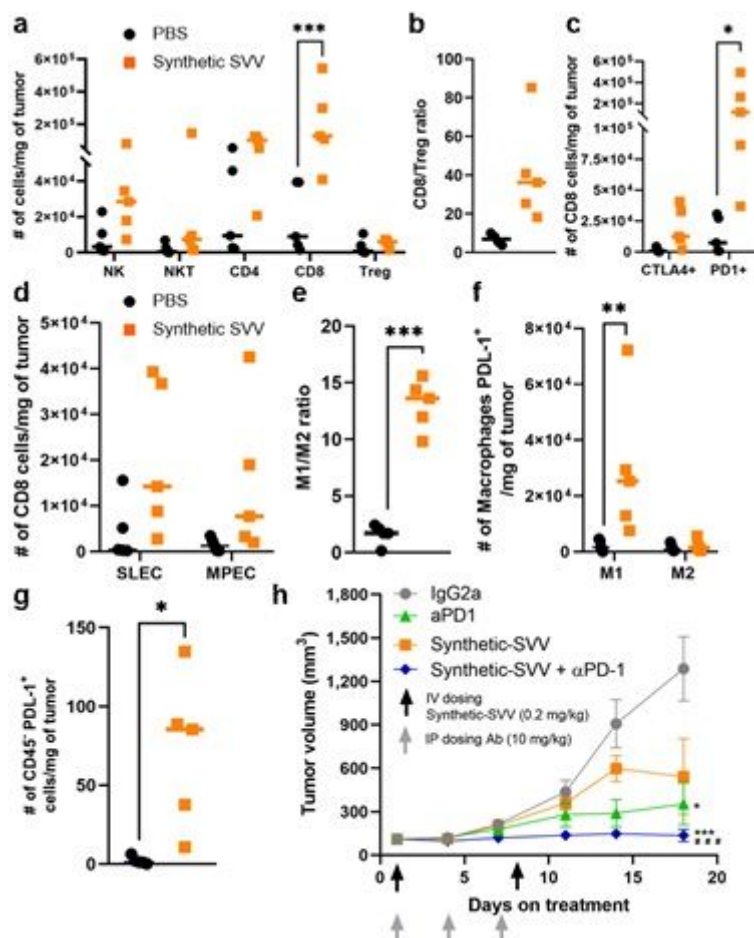 a
PBS
Synthetic SVV
***
# of cells/mg of tumor
6×10⁵
4×10⁵
2×10⁵
4×10⁴
2×10⁴
0
NK NKT CD4 CD8 Treg
b
CD8/Treg ratio
100
80
60
40
20
0
c
*
# of CD8 cells/mg of tumor
6×10⁵
5×10⁵
4×10⁵
3×10⁵
2×10⁵
1×10⁵
1×10⁵
75×10⁴
5×10⁴
25×10⁴
0
CTLA4+ PD1+
d
PBS
Synthetic SVV
# of CD8 cells/mg of tumor
5×10⁴
4×10⁴
3×10⁴
2×10⁴
1×10⁴
0
SLEC MPEC
e
***
M1/M2 ratio
20
15
10
5
0
f
**
# of Macrophages PDL-1⁺
/mg of tumor
8×10⁴
6×10⁴
4×10⁴
2×10⁴
0
M1 M2
g
*
# of CD45⁻ PDL-1⁺
cells/mg of tumor
150
100
50
0
h
IgG2a
aPD1
Synthetic-SVV
Synthetic-SVV + αPD-1
IV dosing
Synthetic-SVV (0.2 mg/kg)
IP dosing Ab (10 mg/kg)
Tumor volume (mm³)
1,800
1,500
1,200
900
600
300
0
*
***
###
0 5 10 15 20
Days on treatment